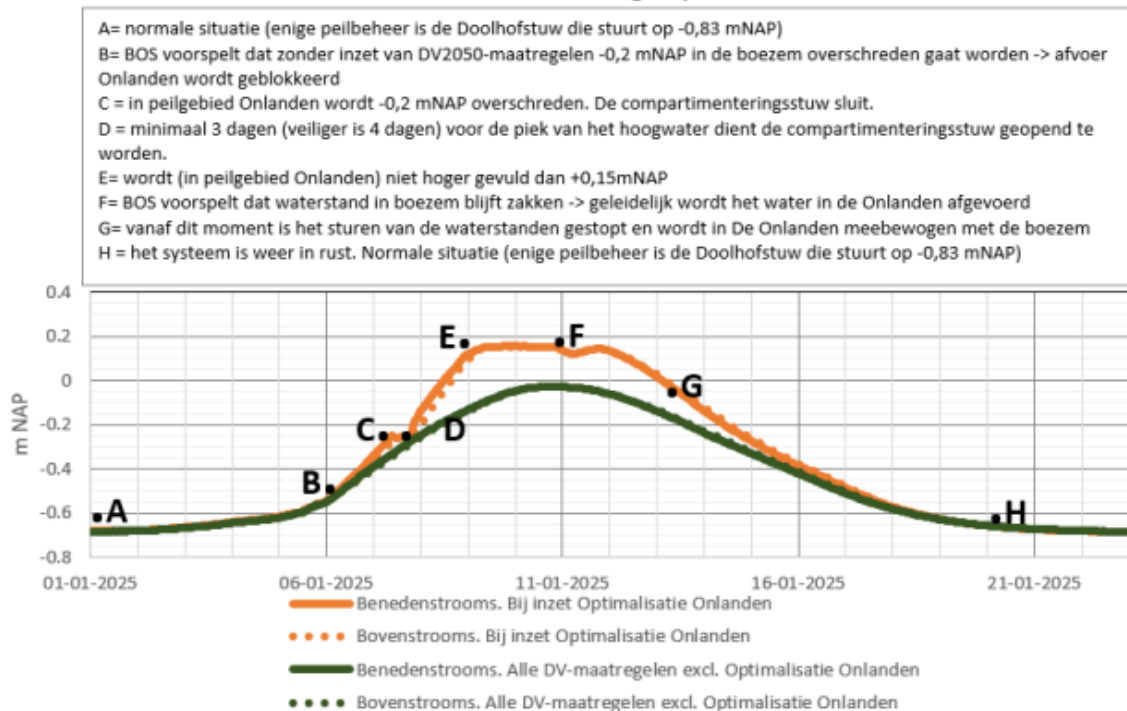 A= normale situatie (enige peilbeheer is de Doolhofstuw die stuurt op -0,83 mNAP)
B= BOS voorspelt dat zonder inzet van DV2050-maatregelen -0,2 mNAP in de boezem overschreden gaat worden -> afvoer
Onlanden wordt geblokkeerd
C = in peilgebied Onlanden wordt -0,2 mNAP overschreden. De compartimenteringsstuw sluit.
D = minimaal 3 dagen (veiliger is 4 dagen) voor de piek van het hoogwater dient de compartimenteringsstuw geopend te
worden.
E= wordt (in peilgebied Onlanden) niet hoger gevuld dan +0,15mNAP
F= BOS voorspelt dat waterstand in boezem blijft zakken -> geleidelijk wordt het water in de Onlanden afgevoerd
G= vanaf dit moment is het sturen van de waterstanden gestopt en wordt in De Onlanden meebewogen met de boezem
H = het systeem is weer in rust. Normale situatie (enige peilbeheer is de Doolhofstuw die stuurt op -0,83 mNAP)
0.4
0.2
0
-0.2
-0.4
-0.6
-0.8
m NAP
A
B
C
D
E
F
G
H
01-01-2025
06-01-2025
11-01-2025
16-01-2025
21-01-2025
Benedenstrooms. Bij inzet Optimalisatie Onlanden
Bovenstrooms. Bij inzet Optimalisatie Onlanden
Benedenstrooms. Alle DV-maatregelen excl. Optimalisatie Onlanden
Bovenstrooms. Alle DV-maatregelen excl. Optimalisatie Onlanden